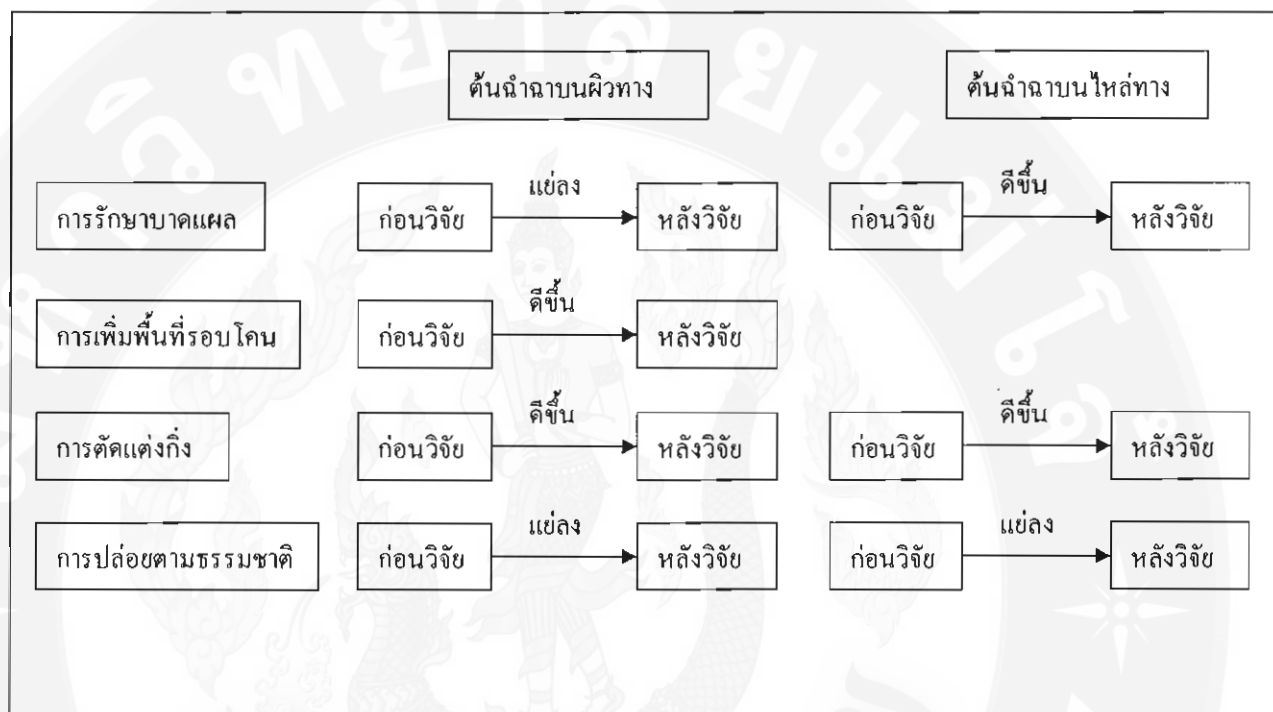 ต้นฉำฉาบนผิวทาง ต้นฉำฉาบนไหล่ทาง
แย่ลง ดีขึ้น
การรักษาบาดแผล ก่อนวิจัย หลังวิจัย ก่อนวิจัย หลังวิจัย
ดีขึ้น
การเพิ่มพื้นที่รอบโคน ก่อนวิจัย หลังวิจัย
ดีขึ้น ดีขึ้น
การตัดแต่งกิ่ง ก่อนวิจัย หลังวิจัย ก่อนวิจัย หลังวิจัย
แย่ลง แย่ลง
การปล่อยตามธรรมชาติ ก่อนวิจัย หลังวิจัย ก่อนวิจัย หลังวิจัย